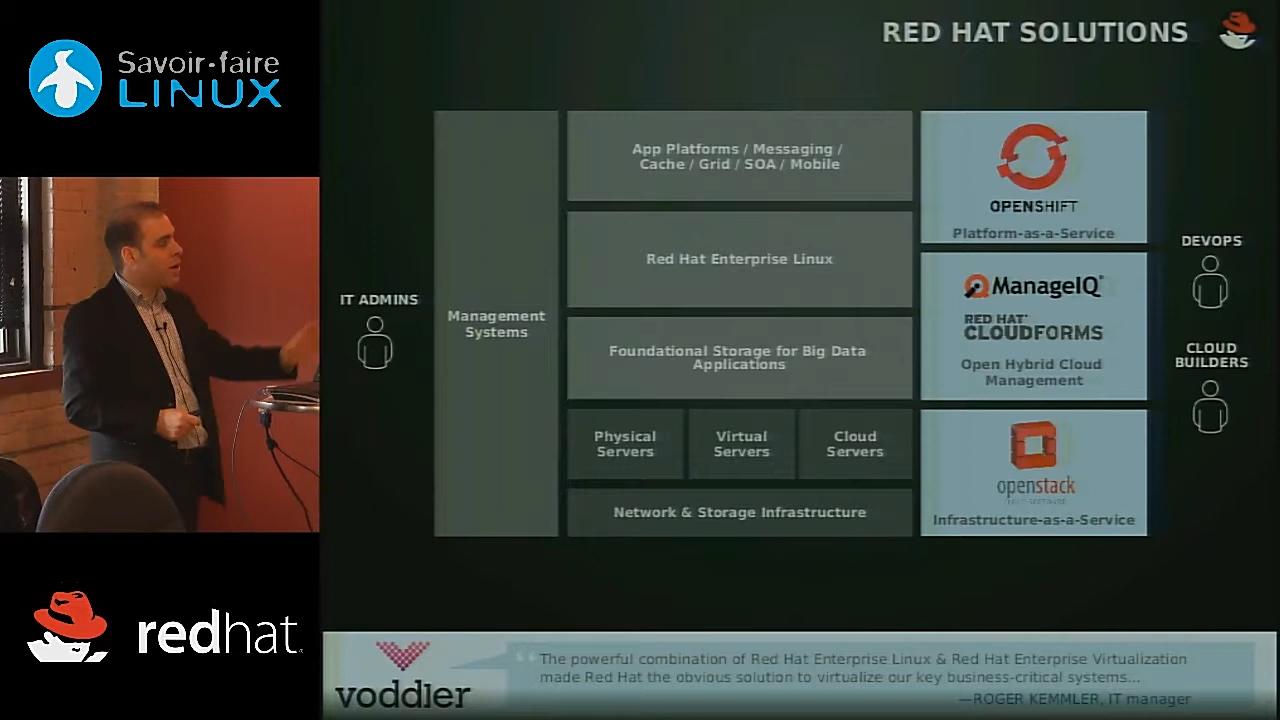 Savoir-faire
LINUX
redhat
RED HAT SOLUTIONS
IT ADMINS
Management
Systems
App Platforms / Messaging /
Cache / Grid / SOA / Mobile
Red Hat Enterprise Linux
Foundational Storage for Big Data
Applications
Physical
Servers
Virtual
Servers
Cloud
Servers
Network & Storage Infrastructure
OPENSHIFT
Platform-as-a-Service
ManageIQ
RED HAT
CLOUDFORMS
Open Hybrid Cloud
Management
openstack
Infrastructure-as-a-Service
DEVOPS
CLOUD
BUILDERS
voddler
“ The powerful combination of Red Hat Enterprise Linux & Red Hat Enterprise Virtualization
made Red Hat the obvious solution to virtualize our key business-critical systems...
—ROGER KEMMLER, IT manager